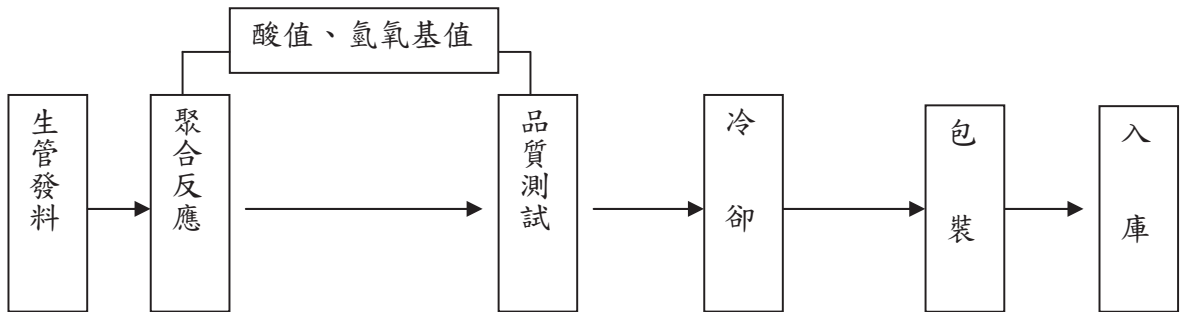 酸值、氫氧基值
生管發料
聚合反應
品質測試
冷卻
包裝
入庫